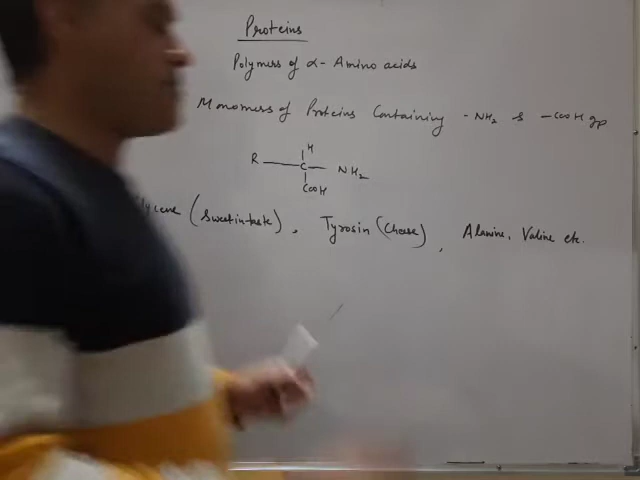 Proteins
Polymers of α- Amino acids
Monomers of Proteins Containing -NH2 & -COOH gp
H
R - C - NH2
COOH
lycene (Sweet in taste), Tyrosin (Cheese), Alanine, Valine etc.